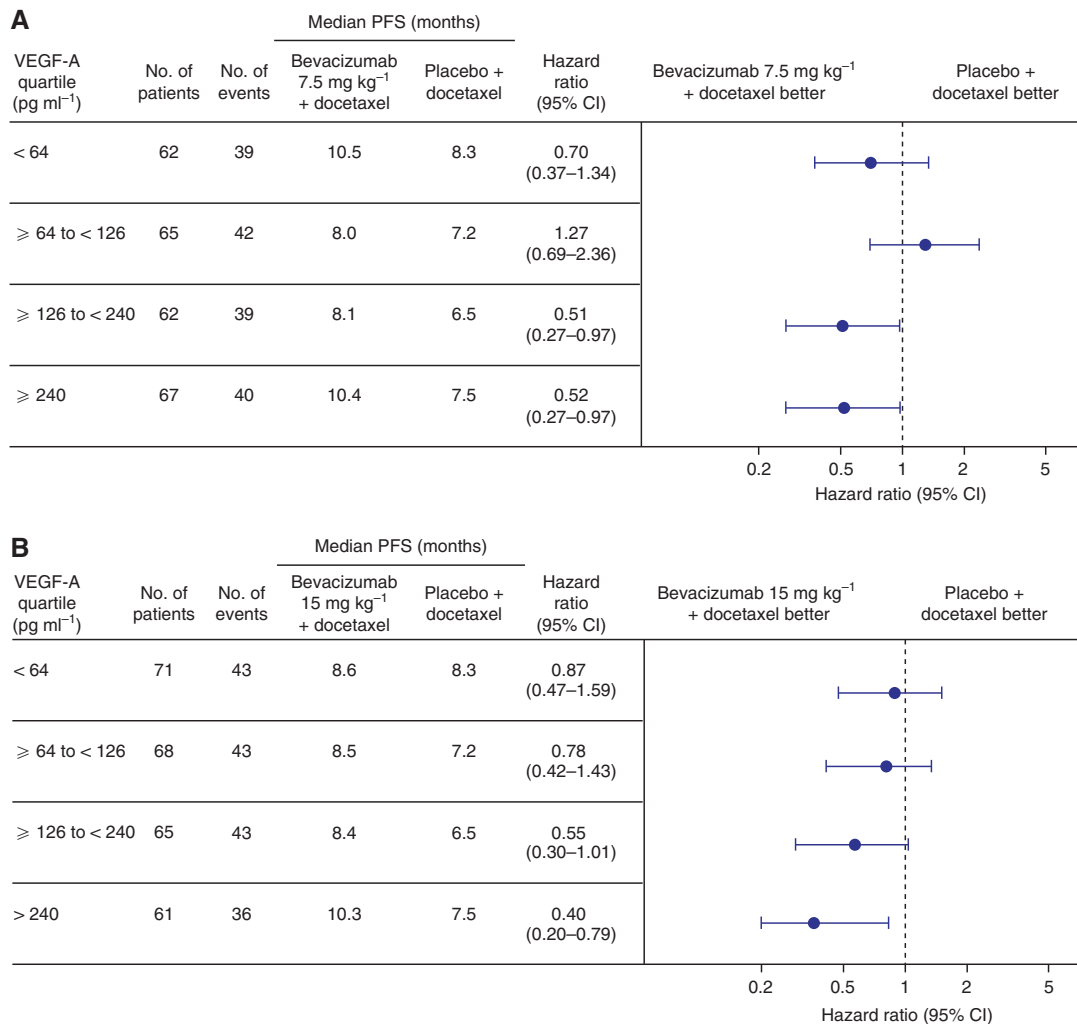 A
Median PFS (months)
VEGF-A quartile (pg ml⁻¹) No. of patients No. of events Bevacizumab 7.5 mg kg⁻¹ + docetaxel Placebo + docetaxel Hazard ratio (95% CI) Bevacizumab 7.5 mg kg⁻¹ + docetaxel better Placebo + docetaxel better
< 64 62 39 10.5 8.3 0.70
(0.37–1.34)
⩾ 64 to < 126 65 42 8.0 7.2 1.27
(0.69–2.36)
⩾ 126 to < 240 62 39 8.1 6.5 0.51
(0.27–0.97)
⩾ 240 67 40 10.4 7.5 0.52
(0.27–0.97)
0.2 0.5 1 2 5
Hazard ratio (95% CI)
B
Median PFS (months)
VEGF-A quartile (pg ml⁻¹) No. of patients No. of events Bevacizumab 15 mg kg⁻¹ + docetaxel Placebo + docetaxel Hazard ratio (95% CI) Bevacizumab 15 mg kg⁻¹ + docetaxel better Placebo + docetaxel better
< 64 71 43 8.6 8.3 0.87
(0.47–1.59)
⩾ 64 to < 126 68 43 8.5 7.2 0.78
(0.42–1.43)
⩾ 126 to < 240 65 43 8.4 6.5 0.55
(0.30–1.01)
> 240 61 36 10.3 7.5 0.40
(0.20–0.79)
0.2 0.5 1 2 5
Hazard ratio (95% CI)